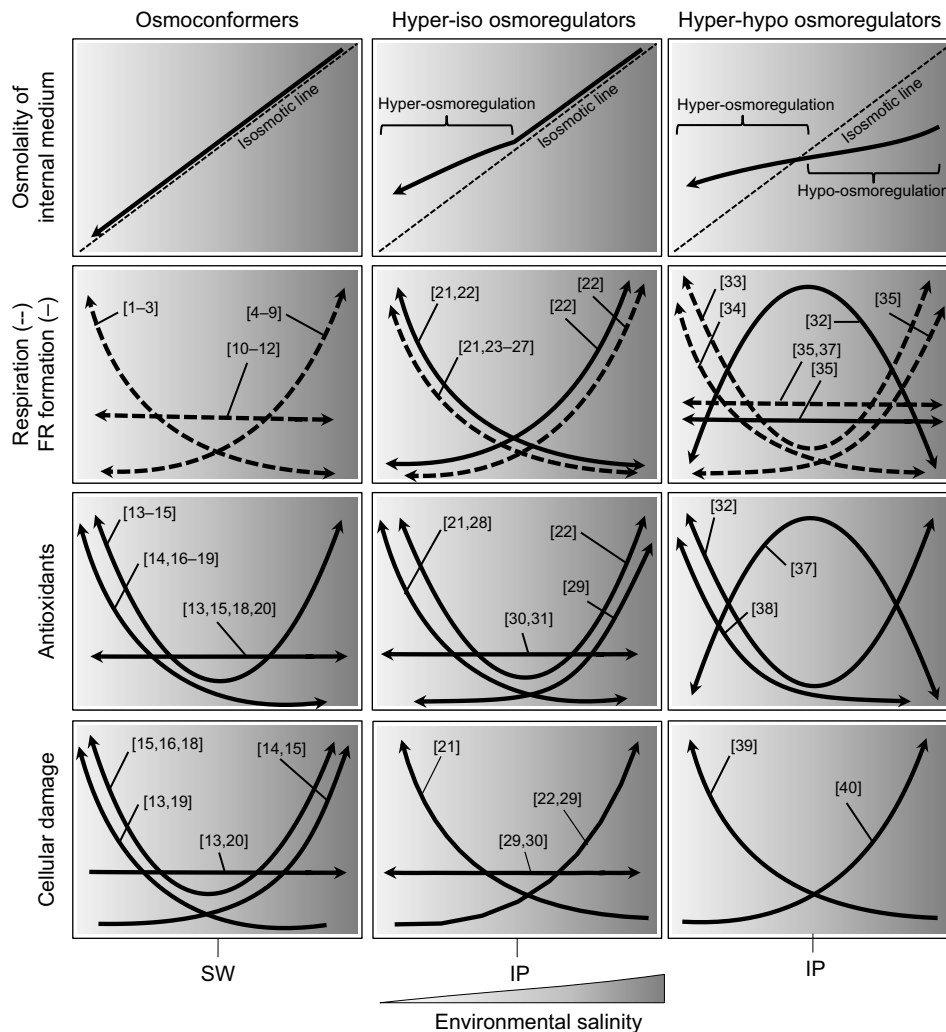 Osmoconformers
Hyper-iso osmoregulators
Hyper-hypo osmoregulators
Osmolality of
internal medium
Isosmotic line
Hyper-osmoregulation
Isosmotic line
Hyper-osmoregulation
Isosmotic line
Hypo-osmoregulation
Respiration (--)
FR formation (–)
[1–3]
[4–9]
[10–12]
[21,22]
[22]
[22]
[21,23–27]
[33]
[34]
[32]
[35]
[35,37]
[35]
Antioxidants
[13–15]
[14,16–19]
[13,15,18,20]
[21,28]
[22]
[29]
[30,31]
[32]
[37]
[38]
Cellular damage
[15,16,18]
[14,15]
[13,19]
[13,20]
[21]
[22,29]
[29,30]
[39]
[40]
SW
IP
IP
Environmental salinity